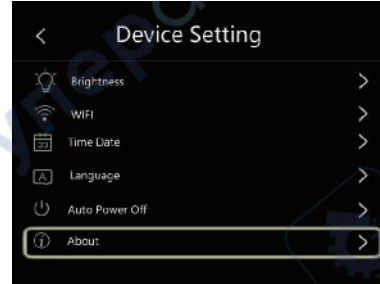 Device Setting
Brightness
WIFI
Time Date
Language
Auto Power Off
About